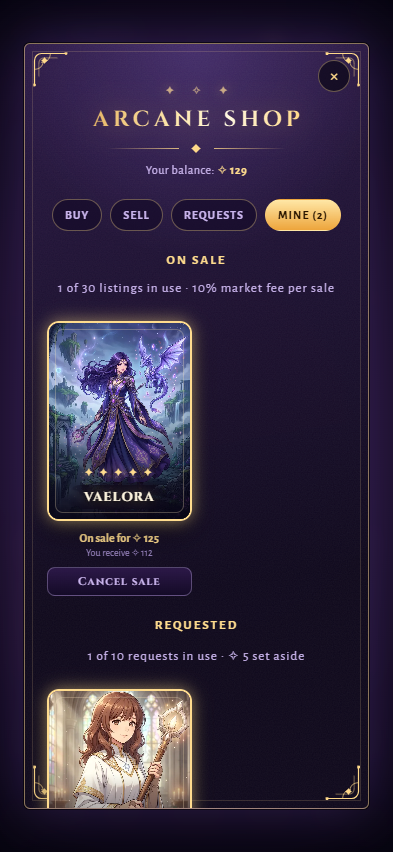 ARCANE SHOP
Your balance: ✧ 129
BUY
SELL
REQUESTS
MINE (2)
ON SALE
1 of 30 listings in use · 10% market fee per sale
VAELORA
On sale for ✧ 125
You receive ✧ 112
CANCEL SALE
REQUESTED
1 of 10 requests in use · ✧ 5 set aside